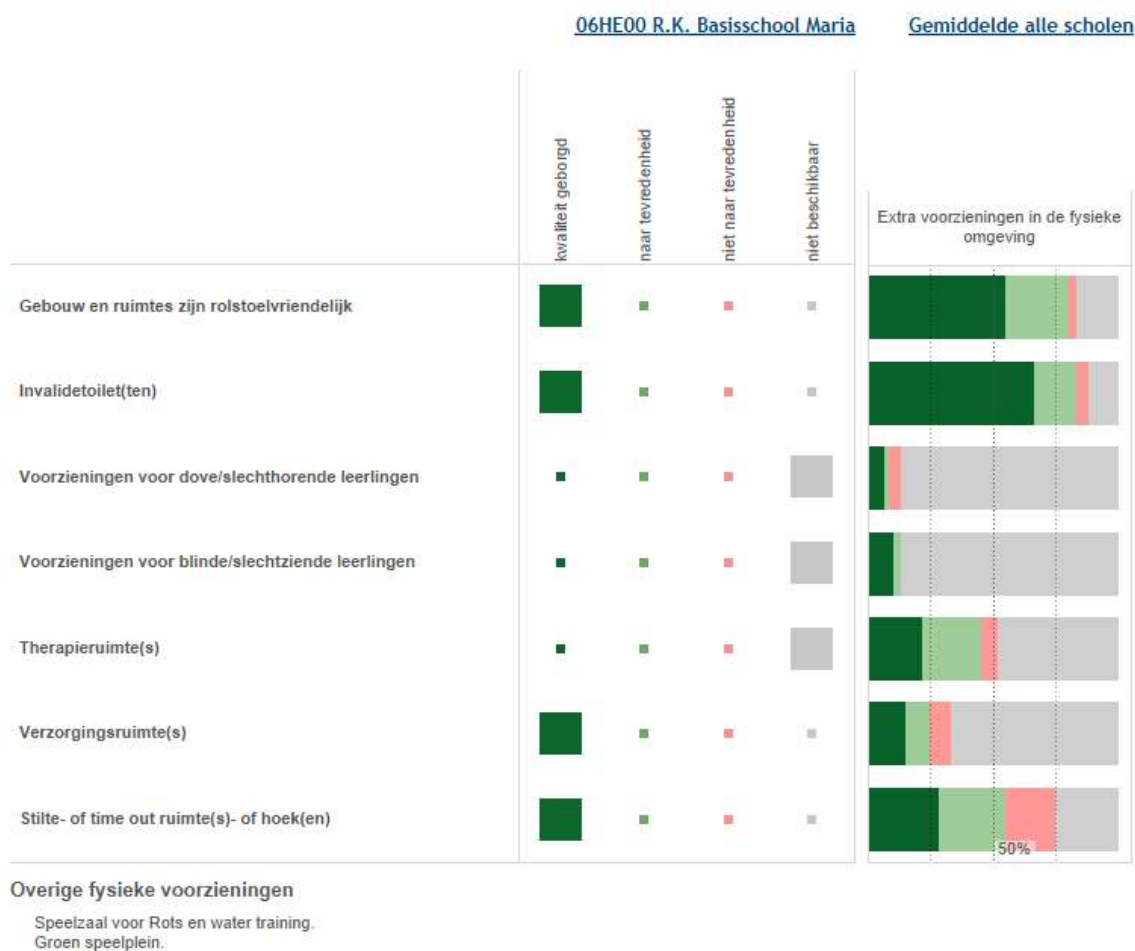 06HE00 R.K. Basisschool Maria
Gemiddelde alle scholen
kwaliteit geborgd
naar tevredenheid
niet naar tevredenheid
niet beschikbaar
Extra voorzieningen in de fysieke
omgeving
Gebouw en ruimtes zijn rolstoelvriendelijk
Invalidetoilet(ten)
Voorzieningen voor dove/slechthorende leerlingen
Voorzieningen voor blinde/slechtziende leerlingen
Therapieruimte(s)
Verzorgingsruimte(s)
Stilte- of time out ruimte(s)- of hoek(en)
50%
Overige fysieke voorzieningen
Speelzaal voor Rots en water training.
Groen speelplein.